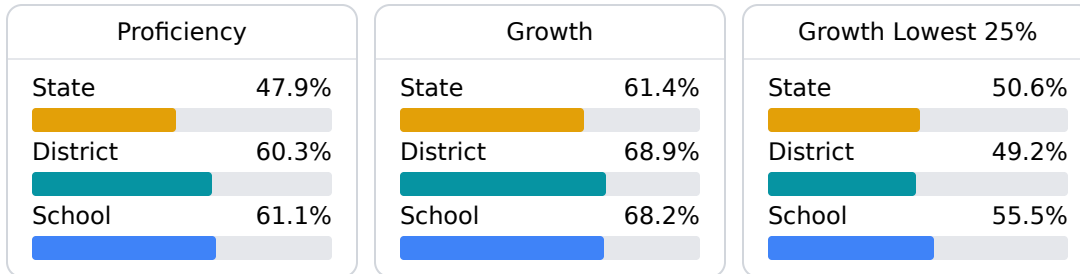 Proficiency
State 47.9%
District 60.3%
School 61.1%
Growth
State 61.4%
District 68.9%
School 68.2%
Growth Lowest 25%
State 50.6%
District 49.2%
School 55.5%